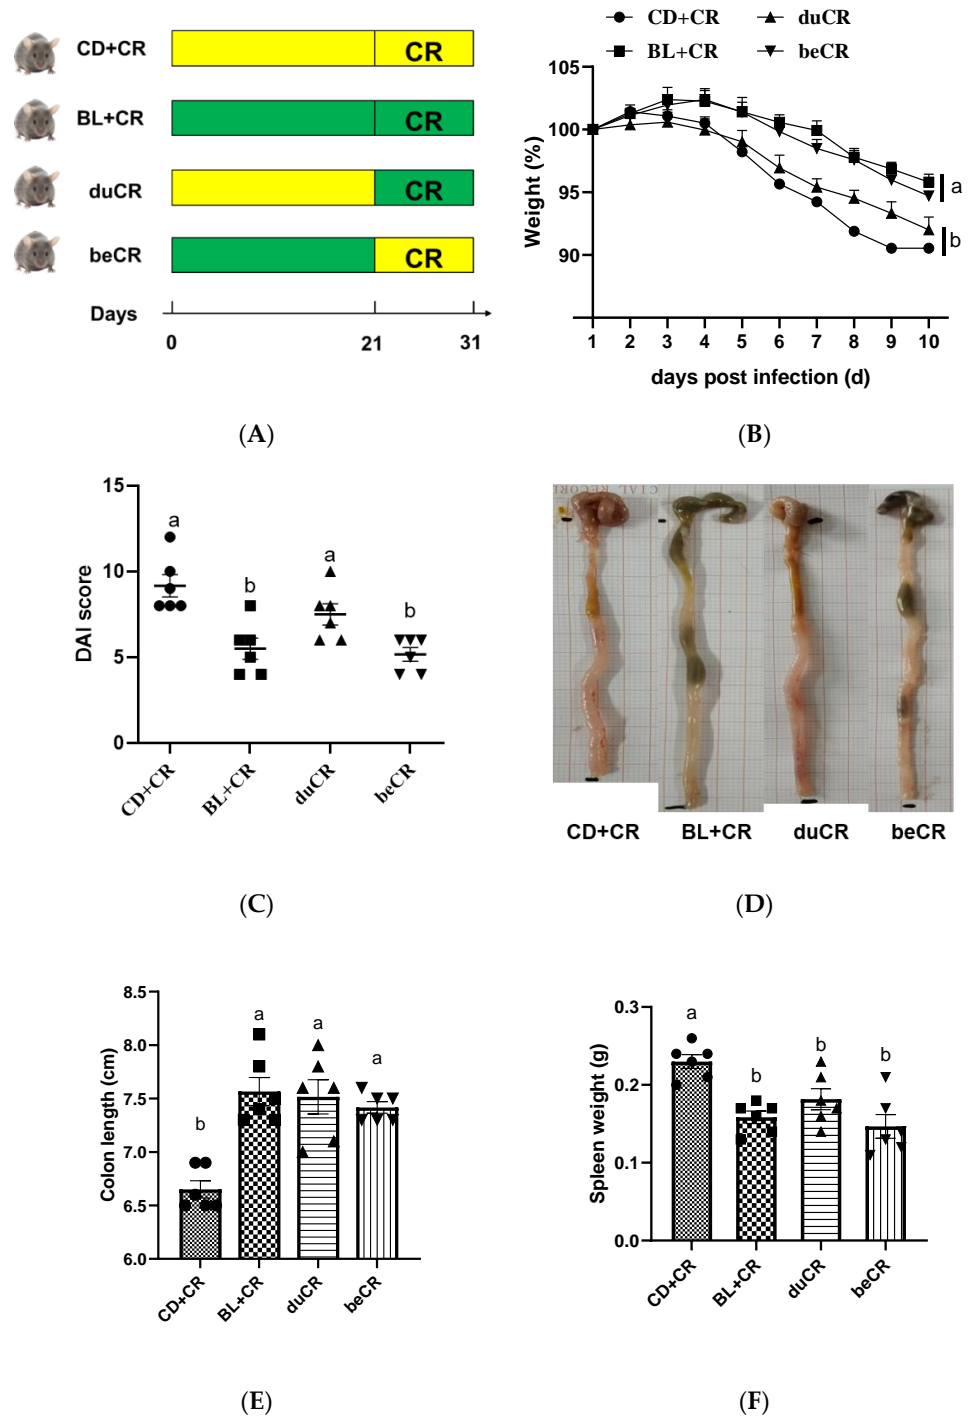 CD+CR
CR
BL+CR
CR
duCR
CR
beCR
CR
Days
0 21 31
(A)
CD+CR duCR
BL+CR beCR
105
100
95
90
Weight (%)
a
b
1 2 3 4 5 6 7 8 9 10
days post infection (d)
(B)
15
10
5
0
DAI score
a
b
a
b
CD+CR
BL+CR
duCR
beCR
(C)
CIAL RECOR
CD+CR BL+CR duCR beCR
(D)
8.5
8.0
7.5
7.0
6.5
6.0
Colon length (cm)
b
a
a
a
CD+CR
BL+CR
duCR
beCR
(E)
0.3
0.2
0.1
0.0
Spleen weight (g)
a
b
b
b
CD+CR
BL+CR
duCR
beCR
(F)